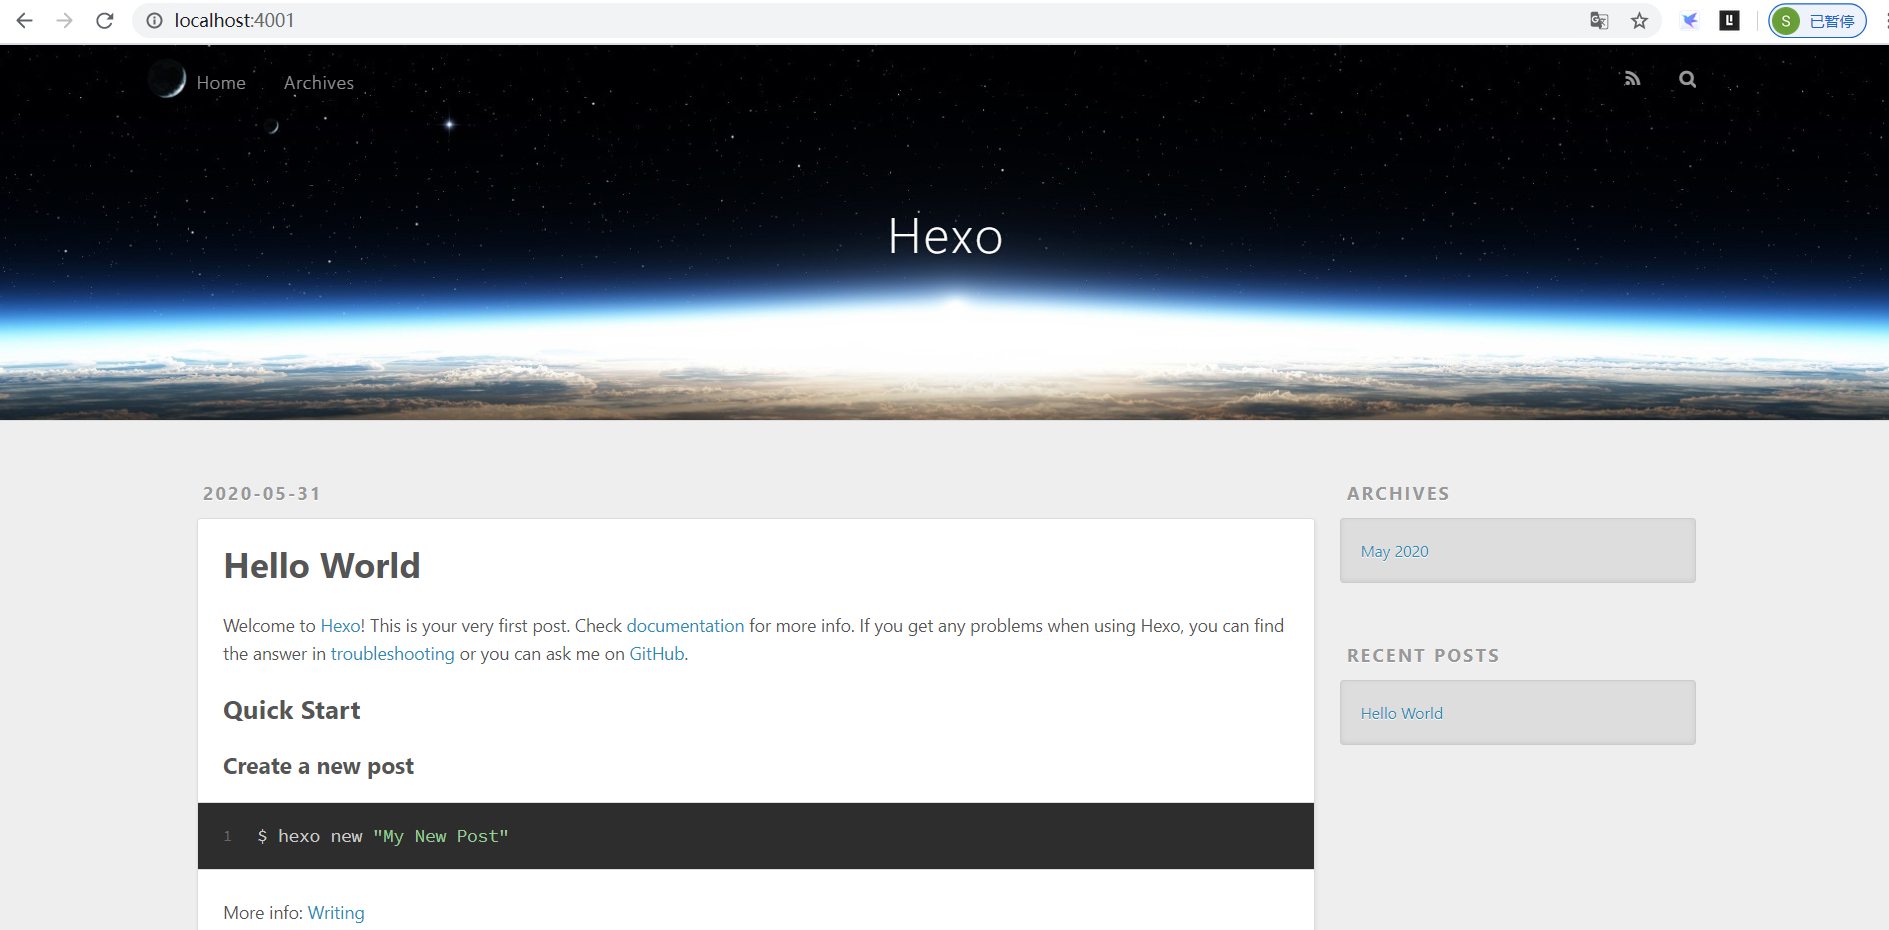 localhost:4001
S 已暂停
Home Archives
Hexo
2020-05-31
Hello World
Welcome to Hexo! This is your very first post. Check documentation for more info. If you get any problems when using Hexo, you can find
the answer in troubleshooting or you can ask me on GitHub.
Quick Start
Create a new post
1 $ hexo new "My New Post"
More info: Writing
ARCHIVES
May 2020
RECENT POSTS
Hello World